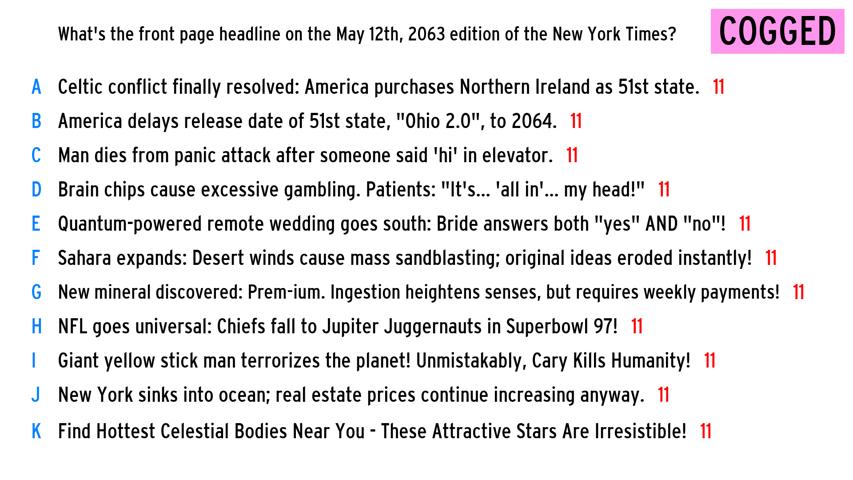 What's the front page headline on the May 12th, 2063 edition of the New York Times?
COGGED
A Celtic conflict finally resolved: America purchases Northern Ireland as 51st state. 11
B America delays release date of 51st state, "Ohio 2.0", to 2064. 11
C Man dies from panic attack after someone said 'hi' in elevator. 11
D Brain chips cause excessive gambling. Patients: "It's... 'all in'... my head!" 11
E Quantum-powered remote wedding goes south: Bride answers both "yes" AND "no"! 11
F Sahara expands: Desert winds cause mass sandblasting; original ideas eroded instantly! 11
G New mineral discovered: Prem-ium. Ingestion heightens senses, but requires weekly payments! 11
H NFL goes universal: Chiefs fall to Jupiter Juggernauts in Superbowl 97! 11
I Giant yellow stick man terrorizes the planet! Unmistakably, Cary Kills Humanity! 11
J New York sinks into ocean; real estate prices continue increasing anyway. 11
K Find Hottest Celestial Bodies Near You - These Attractive Stars Are Irresistible! 11